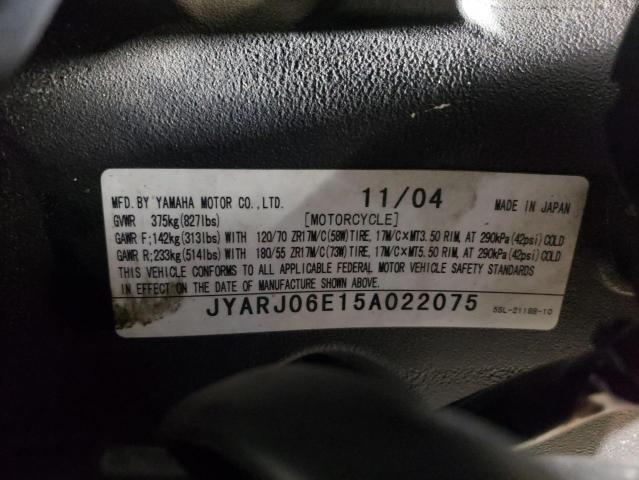 MFD. BY YAMAHA MOTOR CO.,LTD. 11/04 MADE IN JAPAN
GVWR 375kg(827lbs) [MOTORCYCLE]
GAWR F;142kg(313lbs) WITH 120/70 ZR17M/C(58W)TIRE, 17M/C×MT3.50 RIM, AT 290kPa(42psi)COLD
GAWR R;233kg(514lbs) WITH 180/55 ZR17M/C(73W)TIRE, 17M/C×MT5.50 RIM, AT 290kPa(42psi)COLD
THIS VEHICLE CONFORMS TO ALL APPLICABLE FEDERAL MOTOR VEHICLE SAFETY STANDARDS
IN EFFECT ON THE DATE OF MANUFACTURE SHOWN ABOVE.
JYARJ06E15A022075 5SL-2118B-10